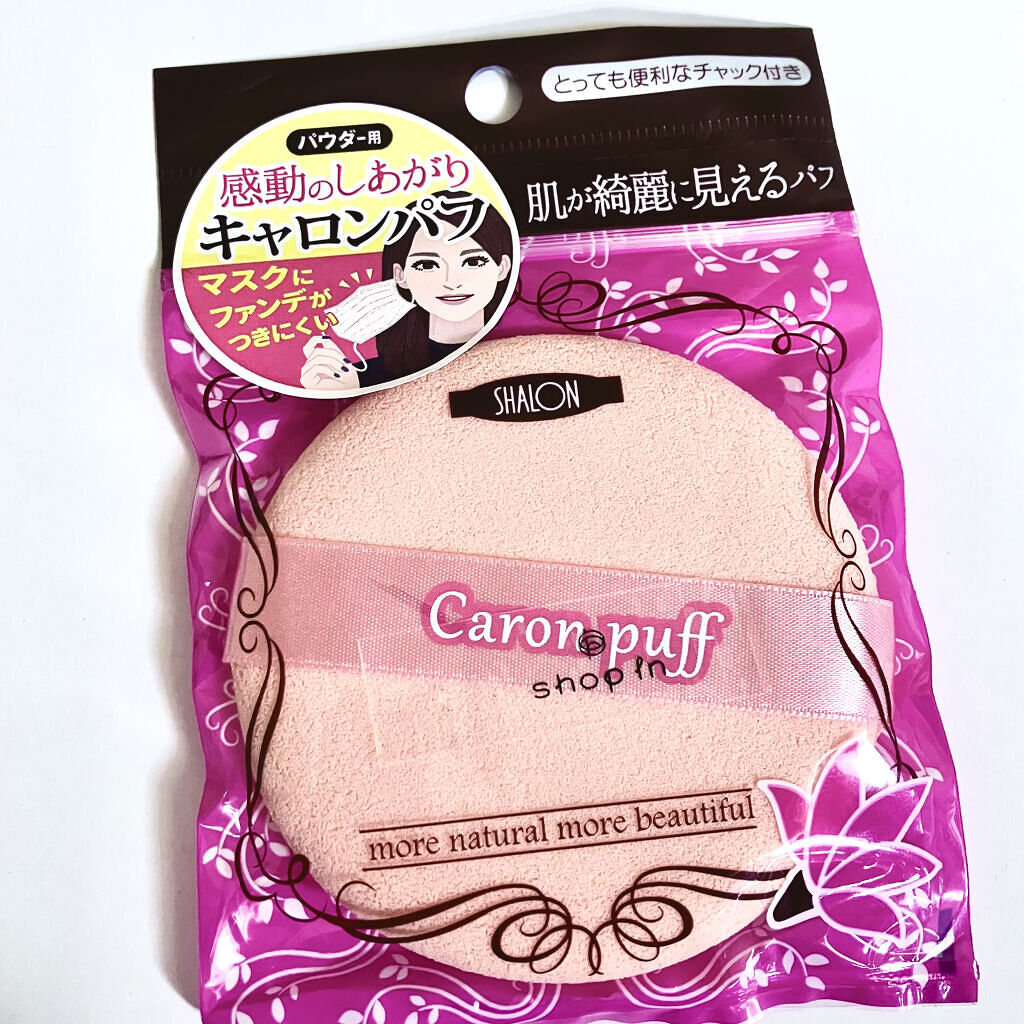 とっても便利なチャック付き
パウダー用
感動のしあがり
キャロンパフ
マスクに
ファンデが
つきにくい
肌が綺麗に見えるパフ
SHALON
Caron puff
shop in
more natural more beautiful